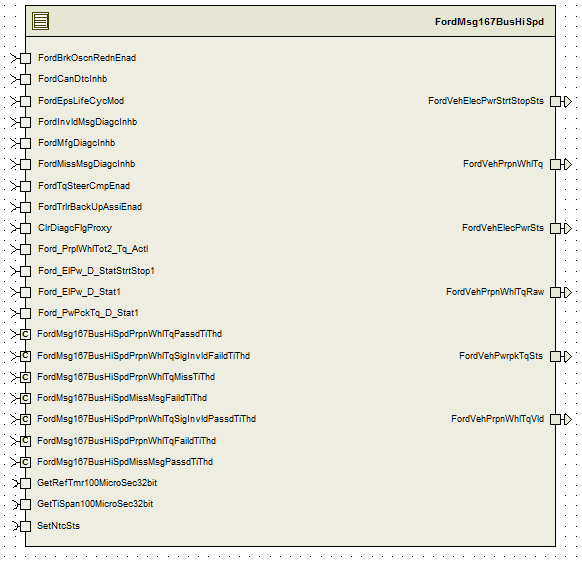 FordMsg167BusHiSpd
FordBrkOscnRednEnad
FordCanDtcInhb
FordEpsLifeCycMod
FordVehElecPwrStrtStopSts
FordInvldMsgDiagcInhb
FordMfgDiagcInhb
FordMissMsgDiagcInhb
FordVehPrpnWhlTq
FordTqSteerCmpEnad
FordTrlrBackUpAssiEnad
ClrDiagcFlgProxy
FordVehElecPwrSts
Ford_PrplWhlTot2_Tq_Actl
Ford_ElPw_D_StatStrtStop1
Ford_ElPw_D_Stat1
FordVehPrpnWhlTqRaw
Ford_PwPckTq_D_Stat1
C FordMsg167BusHiSpdPrpnWhlTqPassdTiThd
C FordMsg167BusHiSpdPrpnWhlTqSigInvldFaildTiThd
FordVehPwrpkTqSts
C FordMsg167BusHiSpdPrpnWhlTqMissTiThd
C FordMsg167BusHiSpdMissMsgFaildTiThd
C FordMsg167BusHiSpdPrpnWhlTqSigInvldPassdTiThd
FordVehPrpnWhlTqVld
C FordMsg167BusHiSpdPrpnWhlTqFaildTiThd
C FordMsg167BusHiSpdMissMsgPassdTiThd
GetRefTmr100MicroSec32bit
GetTiSpan100MicroSec32bit
SetNtcSts